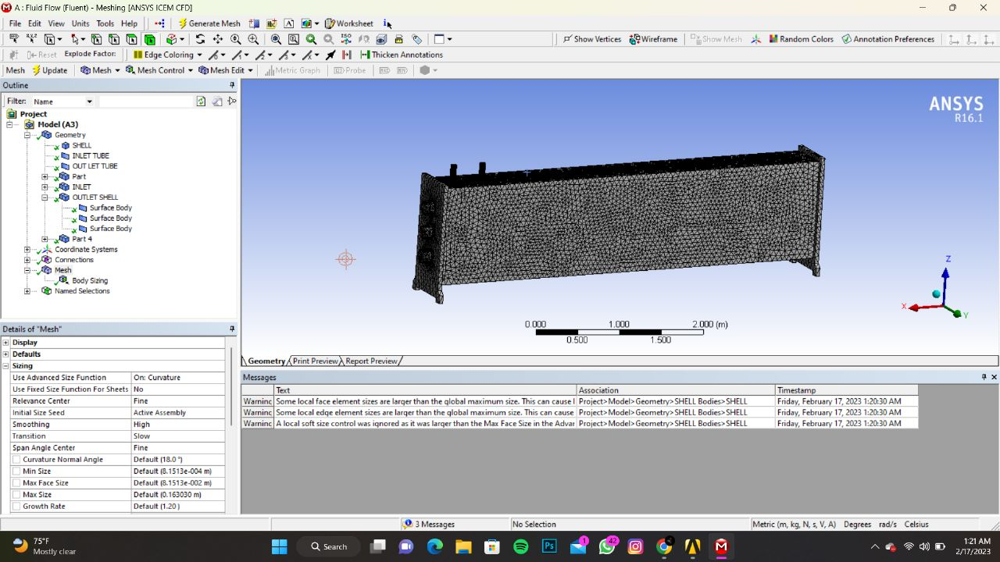 A : Fluid Flow (Fluent) - Meshing [ANSYS ICEM CFD]
File Edit View Units Tools Help Generate Mesh A Worksheet
Show Vertices Wireframe Show Mesh Random Colors Annotation Preferences
Reset Explode Factor: Edge Coloring Thicken Annotations
Mesh Update Mesh Mesh Control Mesh Edit Metric Graph Probe
Outline
Filter: Name
Project
Model (A3)
Geometry
SHELL
INLET TUBE
OUT LET TUBE
Part
INLET
OUTLET SHELL
Surface Body
Surface Body
Surface Body
Part 4
Coordinate Systems
Connections
Mesh
Body Sizing
Named Selections
ANSYS
R16.1
Z
X
Y
0.000 1.000 2.000 (m)
0.500 1.500
Details of "Mesh"
Display
Defaults
Sizing
Use Advanced Size Function On: Curvature
Use Fixed Size Function For Sheets No
Relevance Center Fine
Initial Size Seed Active Assembly
Smoothing High
Transition Slow
Span Angle Center Fine
Curvature Normal Angle Default (18.0 °)
Min Size Default (8.1513e-004 m)
Max Face Size Default (8.1513e-002 m)
Max Size Default (0.163030 m)
Growth Rate Default (1.20 )
Geometry Print Preview Report Preview
Messages
Text Association Timestamp
Warninc Some local face element sizes are larger than the global maximum size. This can cause Project>Model>Geometry>SHELL Bodies>SHELL Friday, February 17, 2023 1:20:30 AM
Warninc Some local edge element sizes are larger than the global maximum size. This can cause Project>Model>Geometry>SHELL Bodies>SHELL Friday, February 17, 2023 1:20:30 AM
Warninc A local soft size control was ignored as it was larger than the Max Face Size in the Advar Project>Model>Geometry>SHELL Bodies>SHELL Friday, February 17, 2023 1:20:30 AM
3 Messages No Selection Metric (m, kg, N, s, V, A) Degrees rad/s Celsius
75°F
Mostly clear
Search
Ps
1
42
1:21 AM
2/17/2023